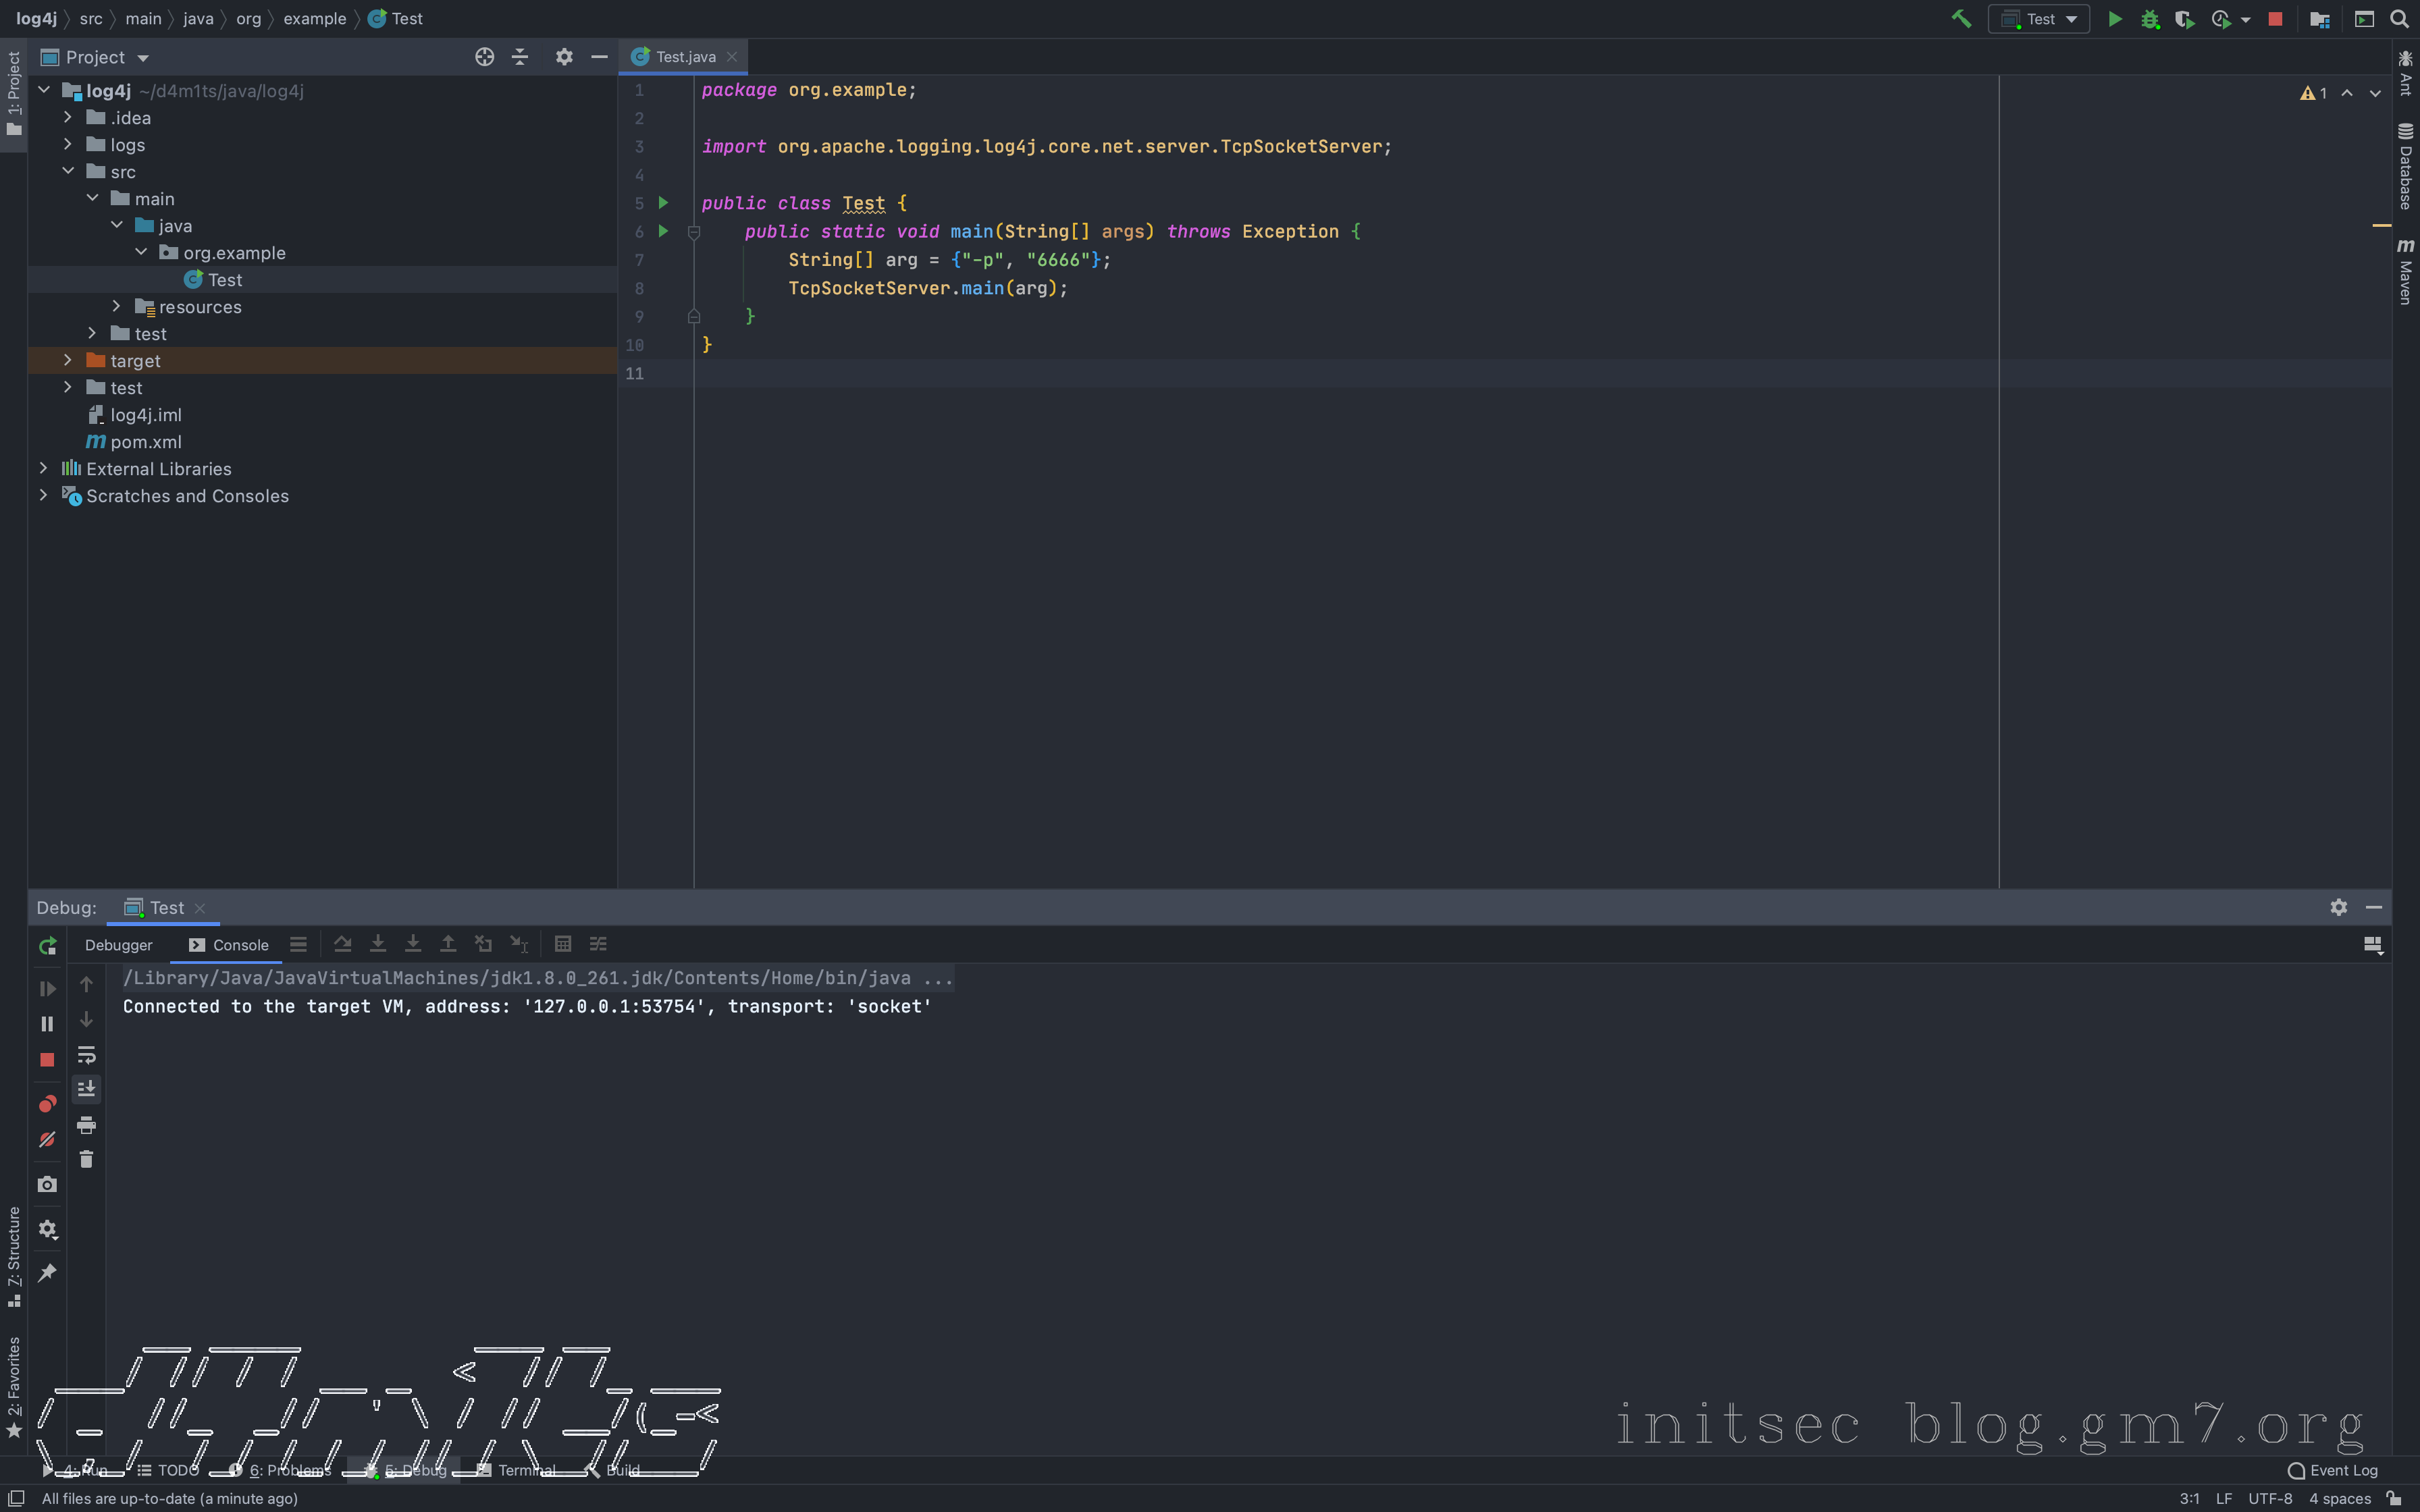 log4j src main java org example Test
Test
1: Project
Project
Test.java
log4j ~/d4m1ts/java/log4j
.idea
logs
src
main
java
org.example
Test
resources
test
target
test
log4j.iml
pom.xml
External Libraries
Scratches and Consoles
1 package org.example;
2
3 import org.apache.logging.log4j.core.net.server.TcpSocketServer;
4
5 public class Test {
6 public static void main(String[] args) throws Exception {
7 String[] arg = {"-p", "6666"};
8 TcpSocketServer.main(arg);
9 }
10 }
11
1
Ant
Database
Maven
Debug: Test
Debugger Console
/Library/Java/JavaVirtualMachines/jdk1.8.0_261.jdk/Contents/Home/bin/java ...
Connected to the target VM, address: '127.0.0.1:53754', transport: 'socket'
7: Structure
2: Favorites
d4m1ts
initsec blog.gm7.org
4: Run TODO 6: Problems 5: Debug Terminal Build
Event Log
All files are up-to-date (a minute ago)
3:1 LF UTF-8 4 spaces